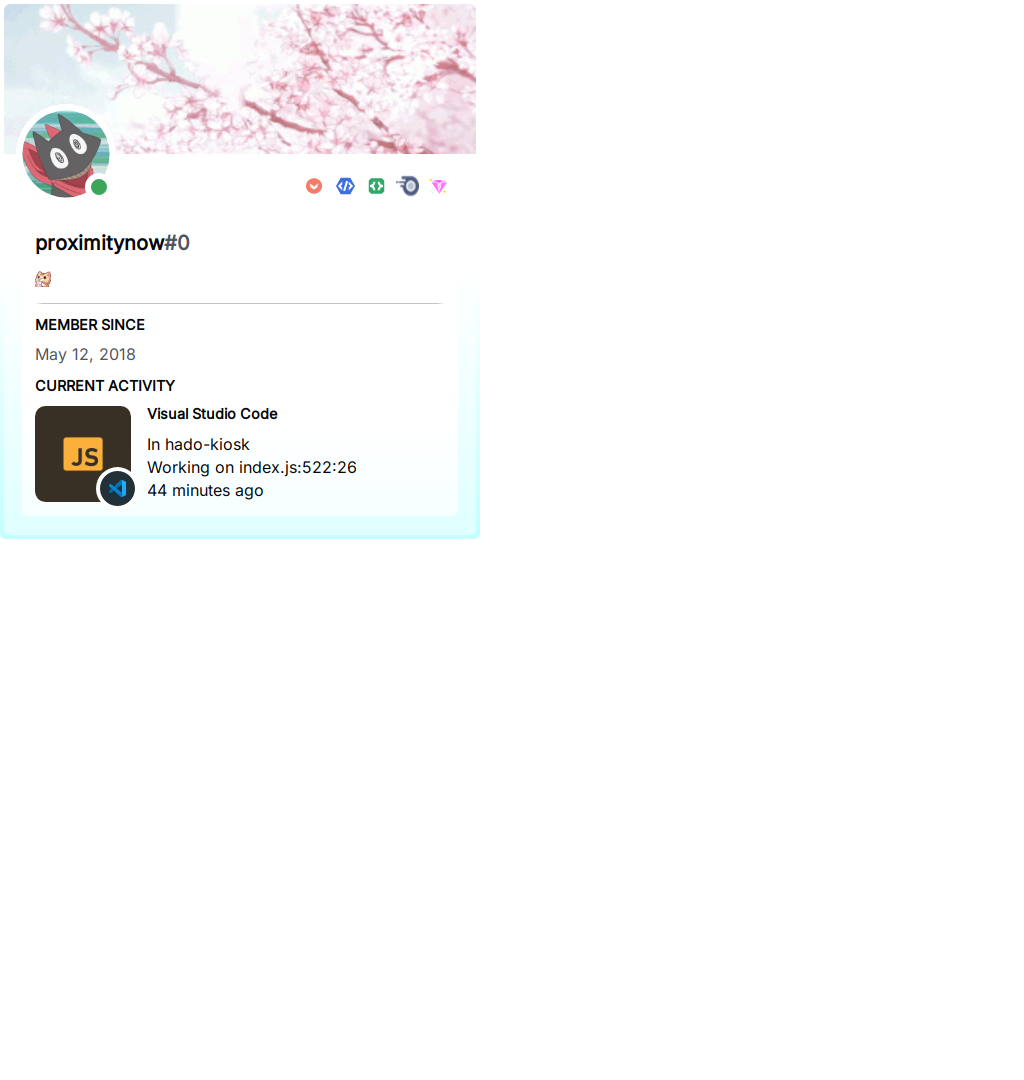 proximitynow#0
MEMBER SINCE
May 12, 2018
CURRENT ACTIVITY
JS
Visual Studio Code
In hado-kiosk
Working on index.js:522:26
44 minutes ago